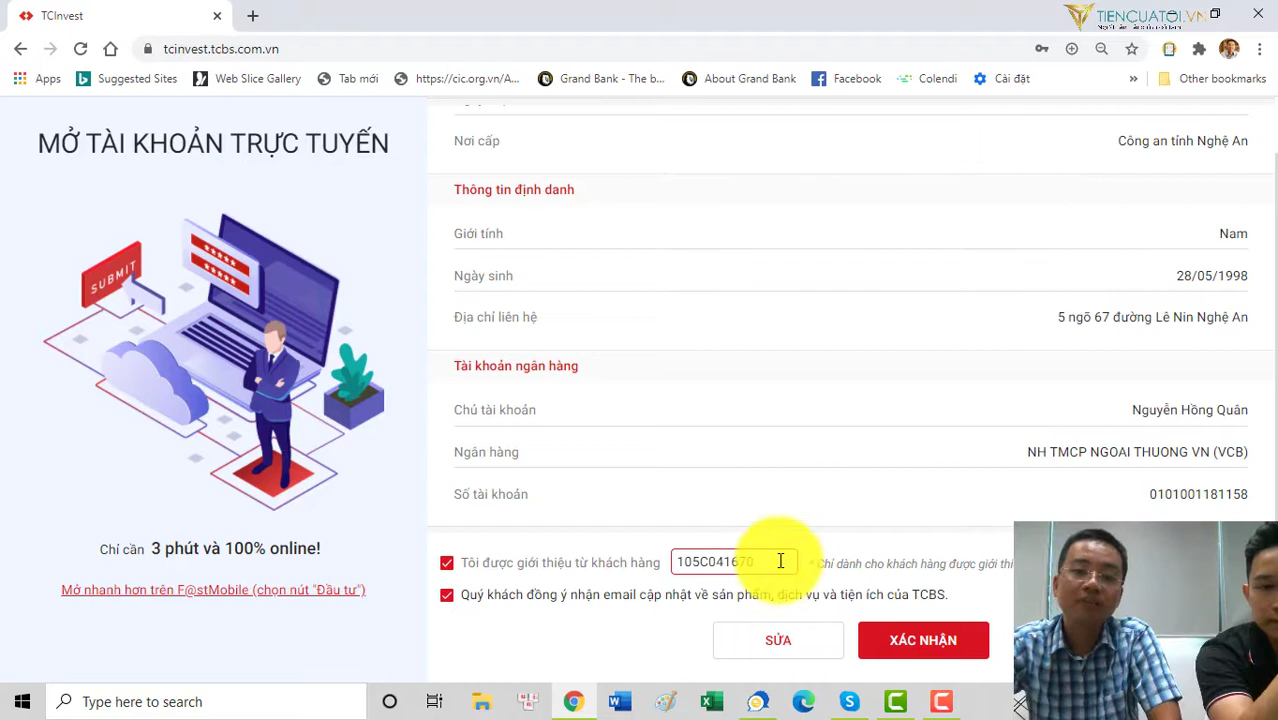 TCInvest
TIENCUATOI.VN
tcinvest.tcbs.com.vn
Apps
Suggested Sites
Web Slice Gallery
Tab mới
https://cic.org.vn/A...
Grand Bank - The b...
About Grand Bank
Facebook
Colendi
Cài đặt
Other bookmarks
MỞ TÀI KHOẢN TRỰC TUYẾN
SUBMIT
Chỉ cần 3 phút và 100% online!
Mở nhanh hơn trên F@stMobile (chọn nút "Đầu tư")
Nơi cấp
Công an tỉnh Nghệ An
Thông tin định danh
Giới tính
Nam
Ngày sinh
28/05/1998
Địa chỉ liên hệ
5 ngõ 67 đường Lê Nin Nghệ An
Tài khoản ngân hàng
Chủ tài khoản
Nguyễn Hồng Quân
Ngân hàng
NH TMCP NGOAI THUONG VN (VCB)
Số tài khoản
0101001181158
Tôi được giới thiệu từ khách hàng 105C041670 * Chỉ dành cho khách hàng được giới thi
Quý khách đồng ý nhận email cập nhật về sản phẩm, dịch vụ và tiện ích của TCBS.
SỬA
XÁC NHẬN
Type here to search